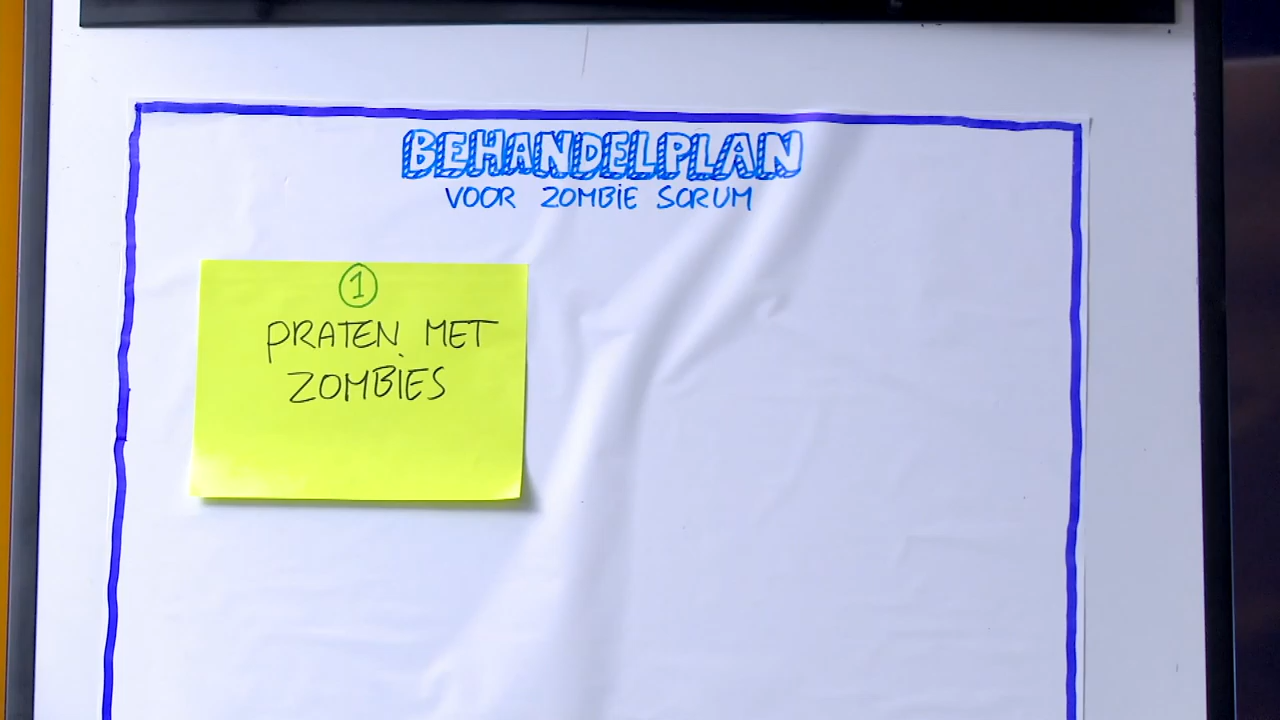 BEHANDELPLAN
VOOR ZOMBIE SCRUM
1
PRATEN MET
ZOMBIES